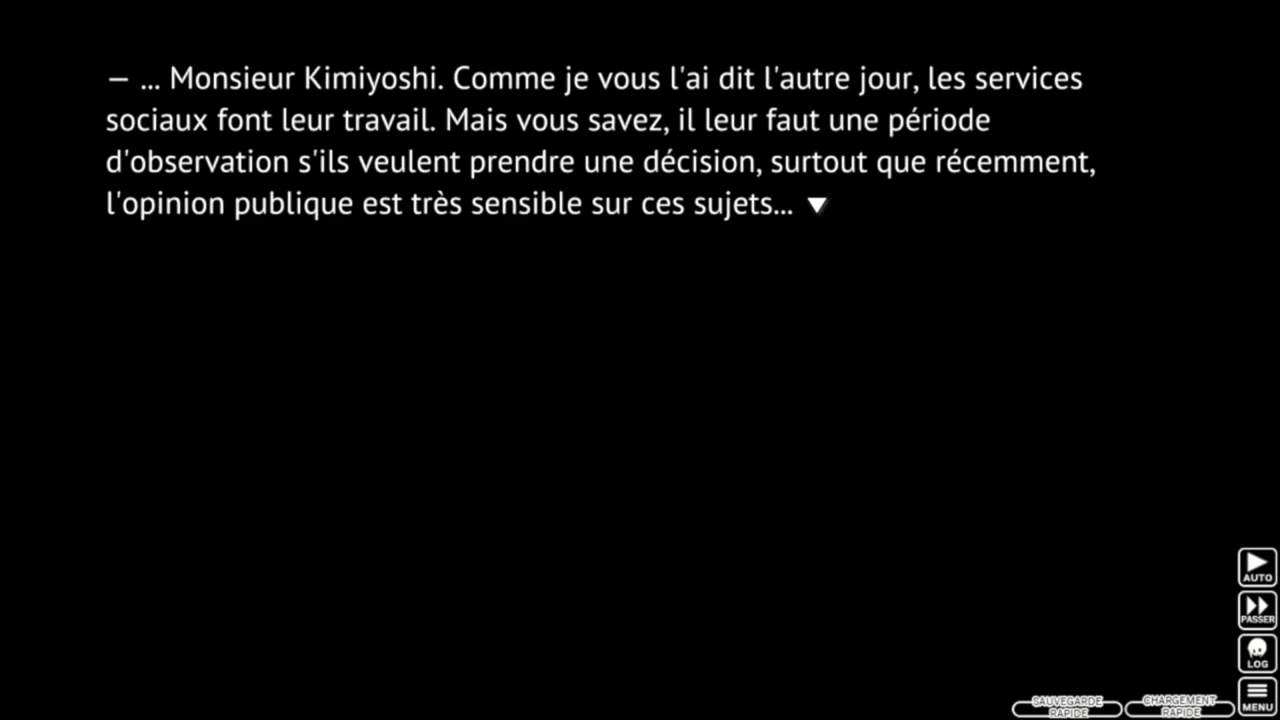 — ... Monsieur Kimiyoshi. Comme je vous l'ai dit l'autre jour, les services
sociaux font leur travail. Mais vous savez, il leur faut une période
d'observation s'ils veulent prendre une décision, surtout que récemment,
l'opinion publique est très sensible sur ces sujets...
AUTO
PASSER
LOG
MENU
SAUVEGARDE
RAPIDE
CHARGEMENT
RAPIDE